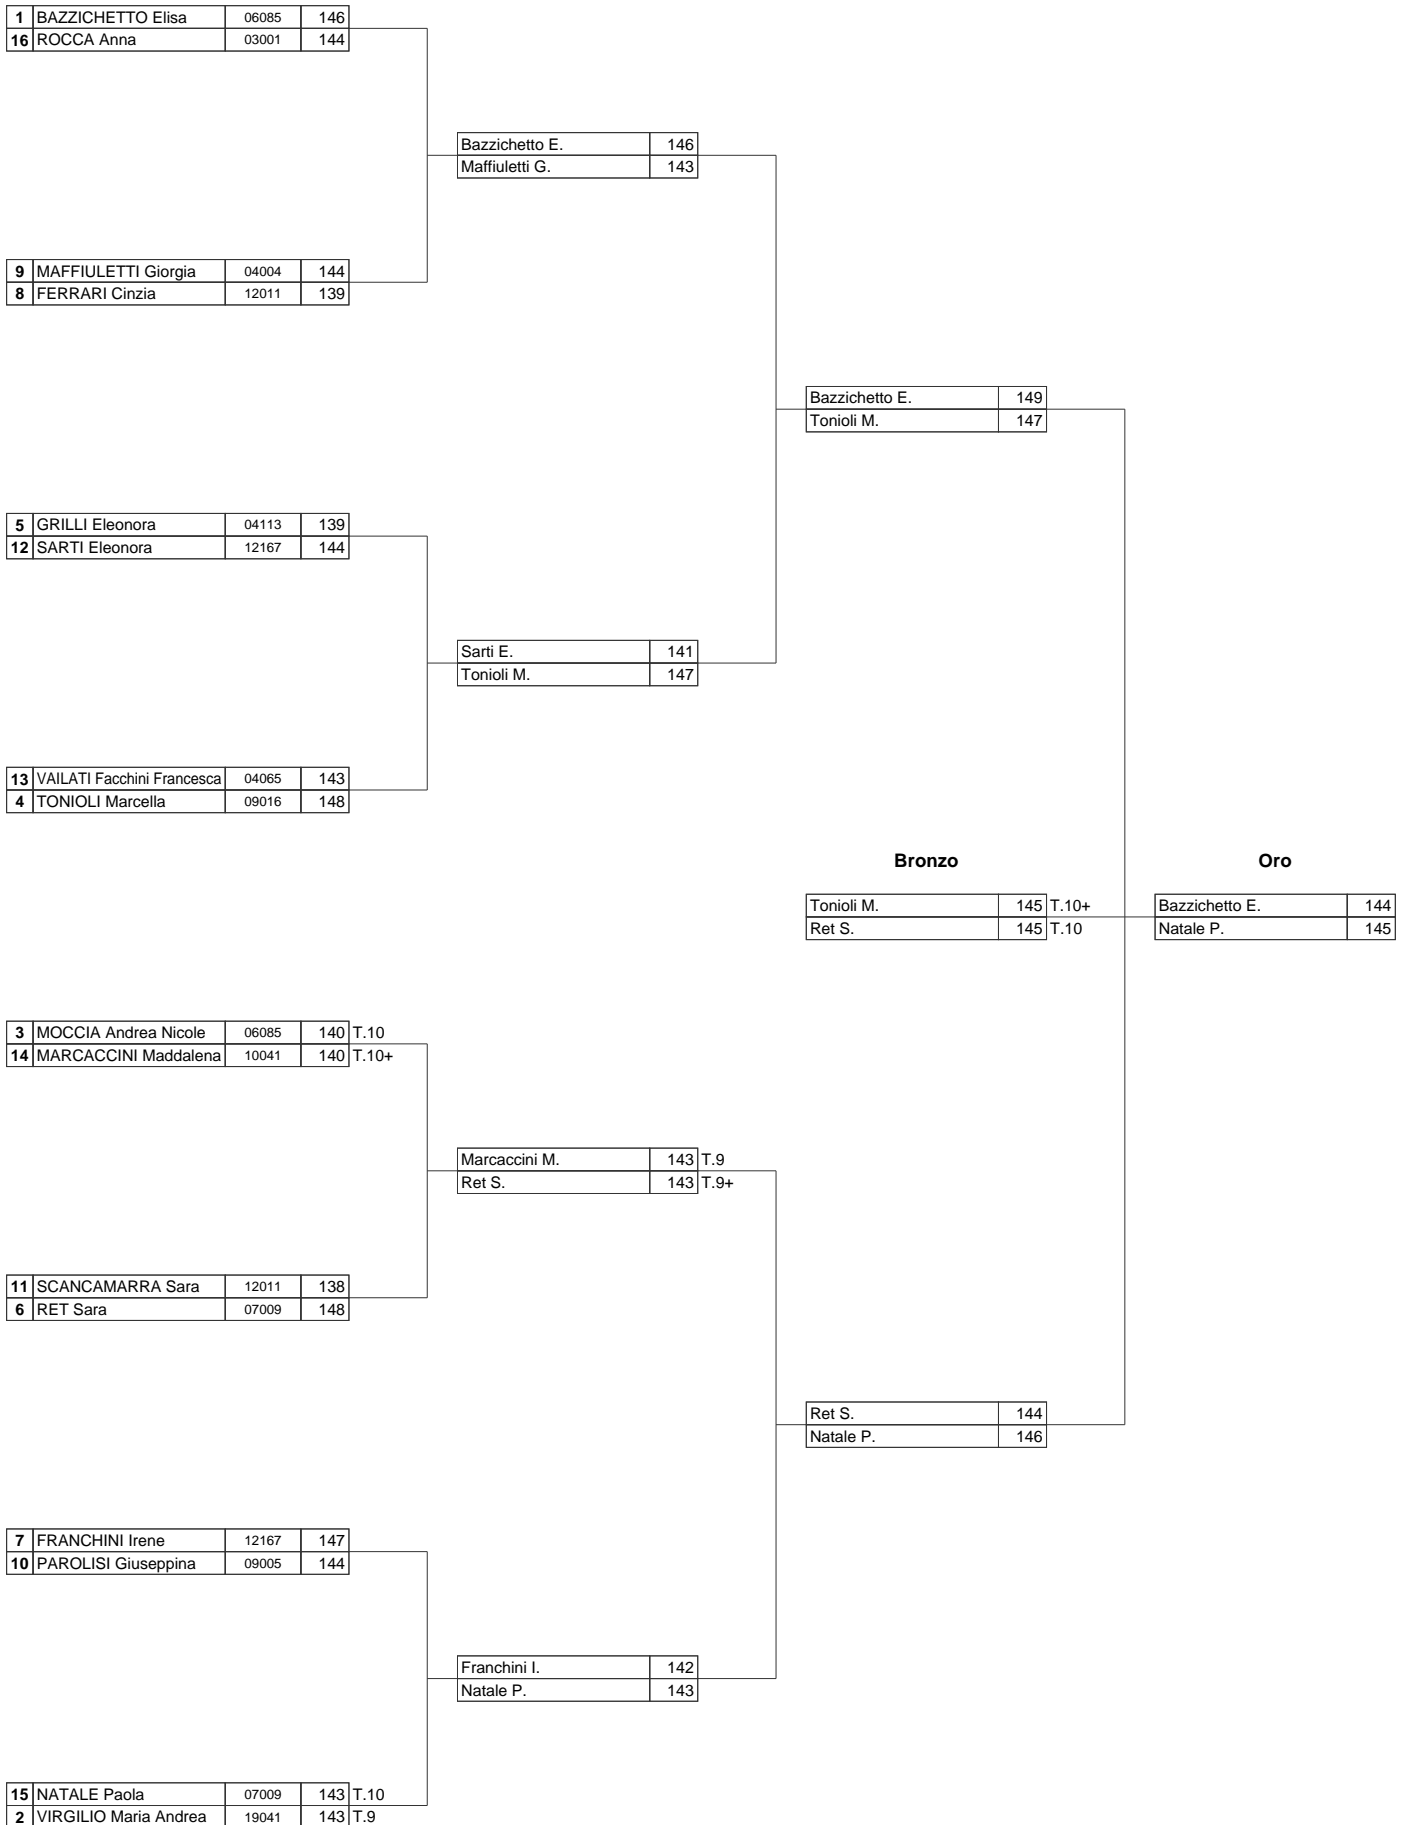 1 BAZZICHETTO Elisa 06085 146
16 ROCCA Anna 03001 144
Bazzichetto E. 146
Maffiuletti G. 143
9 MAFFIULETTI Giorgia 04004 144
8 FERRARI Cinzia 12011 139
Bazzichetto E. 149
Tonioli M. 147
5 GRILLI Eleonora 04113 139
12 SARTI Eleonora 12167 144
Sarti E. 141
Tonioli M. 147
13 VAILATI Facchini Francesca 04065 143
4 TONIOLI Marcella 09016 148
Bronzo Oro
Tonioli M. 145 T.10+ Bazzichetto E. 144
Ret S. 145 T.10 Natale P. 145
3 MOCCIA Andrea Nicole 06085 140 T.10
14 MARCACCINI Maddalena 10041 140 T.10+
Marcaccini M. 143 T.9
Ret S. 143 T.9+
11 SCANCAMARRA Sara 12011 138
6 RET Sara 07009 148
Ret S. 144
Natale P. 146
7 FRANCHINI Irene 12167 147
10 PAROLISI Giuseppina 09005 144
Franchini I. 142
Natale P. 143
15 NATALE Paola 07009 143 T.10
2 VIRGILIO Maria Andrea 19041 143 T.9